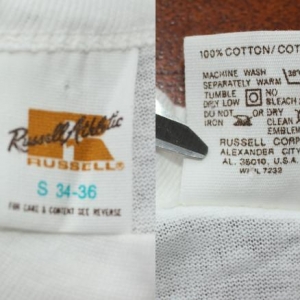 Russell Athletic
RUSSELL
S 34-36
FOR CARE & CONTENT SEE REVERSE
100% COTTON/COT
MACHINE WASH
SEPARATELY WARM
TUMBLE NO
DRY LOW BLEACH
DO NOT OR DRY
IRON CLEAN
EMBLEM
RUSSELL CORP
ALEXANDER CITY
AL. 35010, U.S.A.
WPL 7233